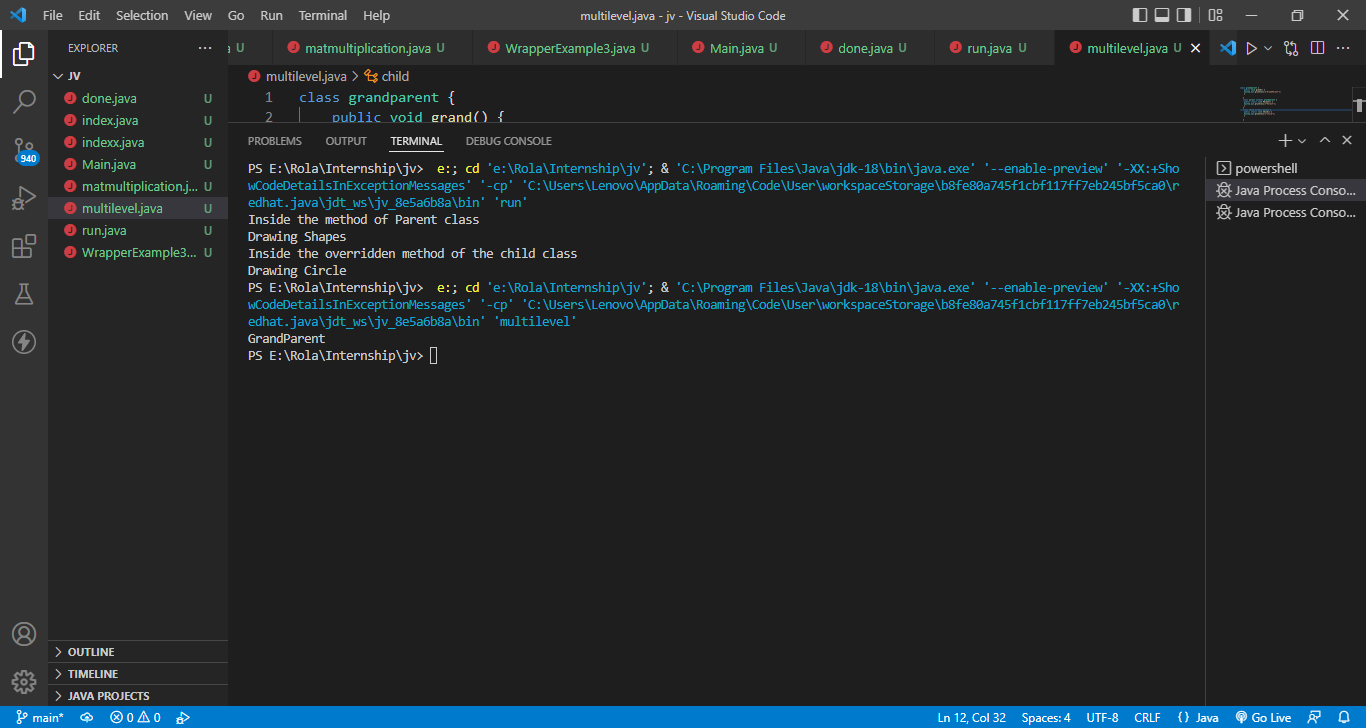 File Edit Selection View Go Run Terminal Help multilevel.java - jv - Visual Studio Code
EXPLORER
JV
done.java U
index.java U
indexx.java U
Main.java U
matmultiplication.j... U
multilevel.java U
run.java U
WrapperExample3... U
OUTLINE
TIMELINE
JAVA PROJECTS
940
a U matmultiplication.java U WrapperExample3.java U Main.java U done.java U run.java U multilevel.java U
multilevel.java > child
1 class grandparent {
2 public void grand() {
PROBLEMS OUTPUT TERMINAL DEBUG CONSOLE
PS E:\Rola\Internship\jv> e:; cd 'e:\Rola\Internship\jv'; & 'C:\Program Files\Java\jdk-18\bin\java.exe' '--enable-preview' '-XX:+Sho
wCodeDetailsInExceptionMessages' '-cp' 'C:\Users\Lenovo\AppData\Roaming\Code\User\workspaceStorage\b8fe80a745f1cbf117ff7eb245bf5ca0\r
edhat.java\jdt_ws\jv_8e5a6b8a\bin' 'run'
Inside the method of Parent class
Drawing Shapes
Inside the overridden method of the child class
Drawing Circle
PS E:\Rola\Internship\jv> e:; cd 'e:\Rola\Internship\jv'; & 'C:\Program Files\Java\jdk-18\bin\java.exe' '--enable-preview' '-XX:+Sho
wCodeDetailsInExceptionMessages' '-cp' 'C:\Users\Lenovo\AppData\Roaming\Code\User\workspaceStorage\b8fe80a745f1cbf117ff7eb245bf5ca0\r
edhat.java\jdt_ws\jv_8e5a6b8a\bin' 'multilevel'
GrandParent
PS E:\Rola\Internship\jv>
powershell
Java Process Conso...
Java Process Conso...
main* 0 0 Ln 12, Col 32 Spaces: 4 UTF-8 CRLF {} Java Go Live